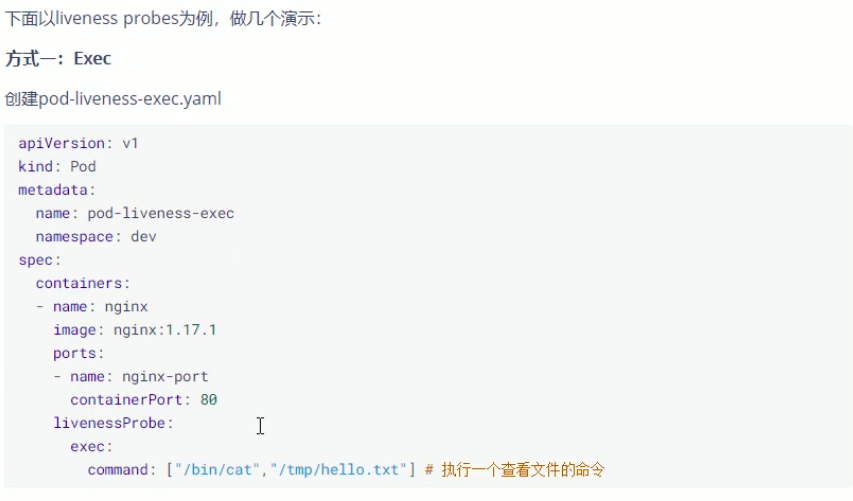 下面以liveness probes为例，做几个演示：
方式一：Exec
创建pod-liveness-exec.yaml
apiVersion: v1
kind: Pod
metadata:
  name: pod-liveness-exec
  namespace: dev
spec:
  containers:
  - name: nginx
    image: nginx:1.17.1
    ports:
    - name: nginx-port
      containerPort: 80
    livenessProbe:
      exec:
        command: ["/bin/cat","/tmp/hello.txt"] # 执行一个查看文件的命令